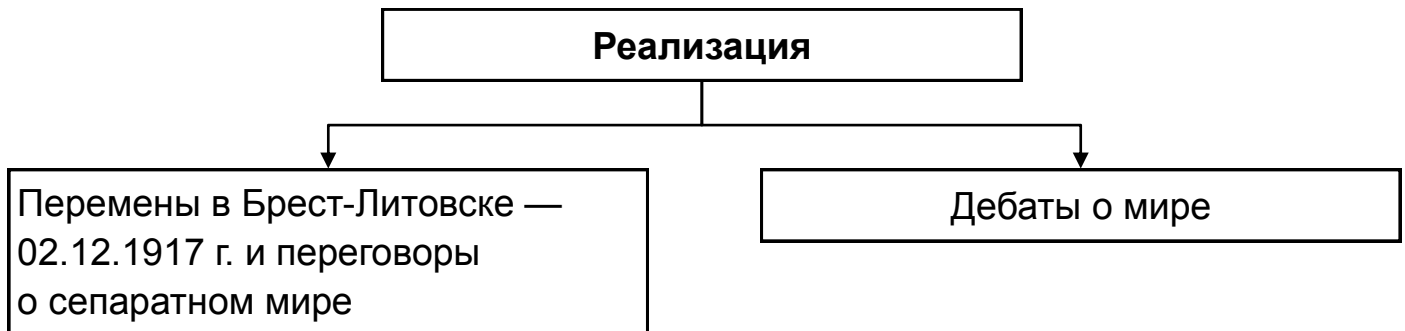 Реализация
Перемены в Брест-Литовске —
02.12.1917 г. и переговоры
о сепаратном мире
Дебаты о мире